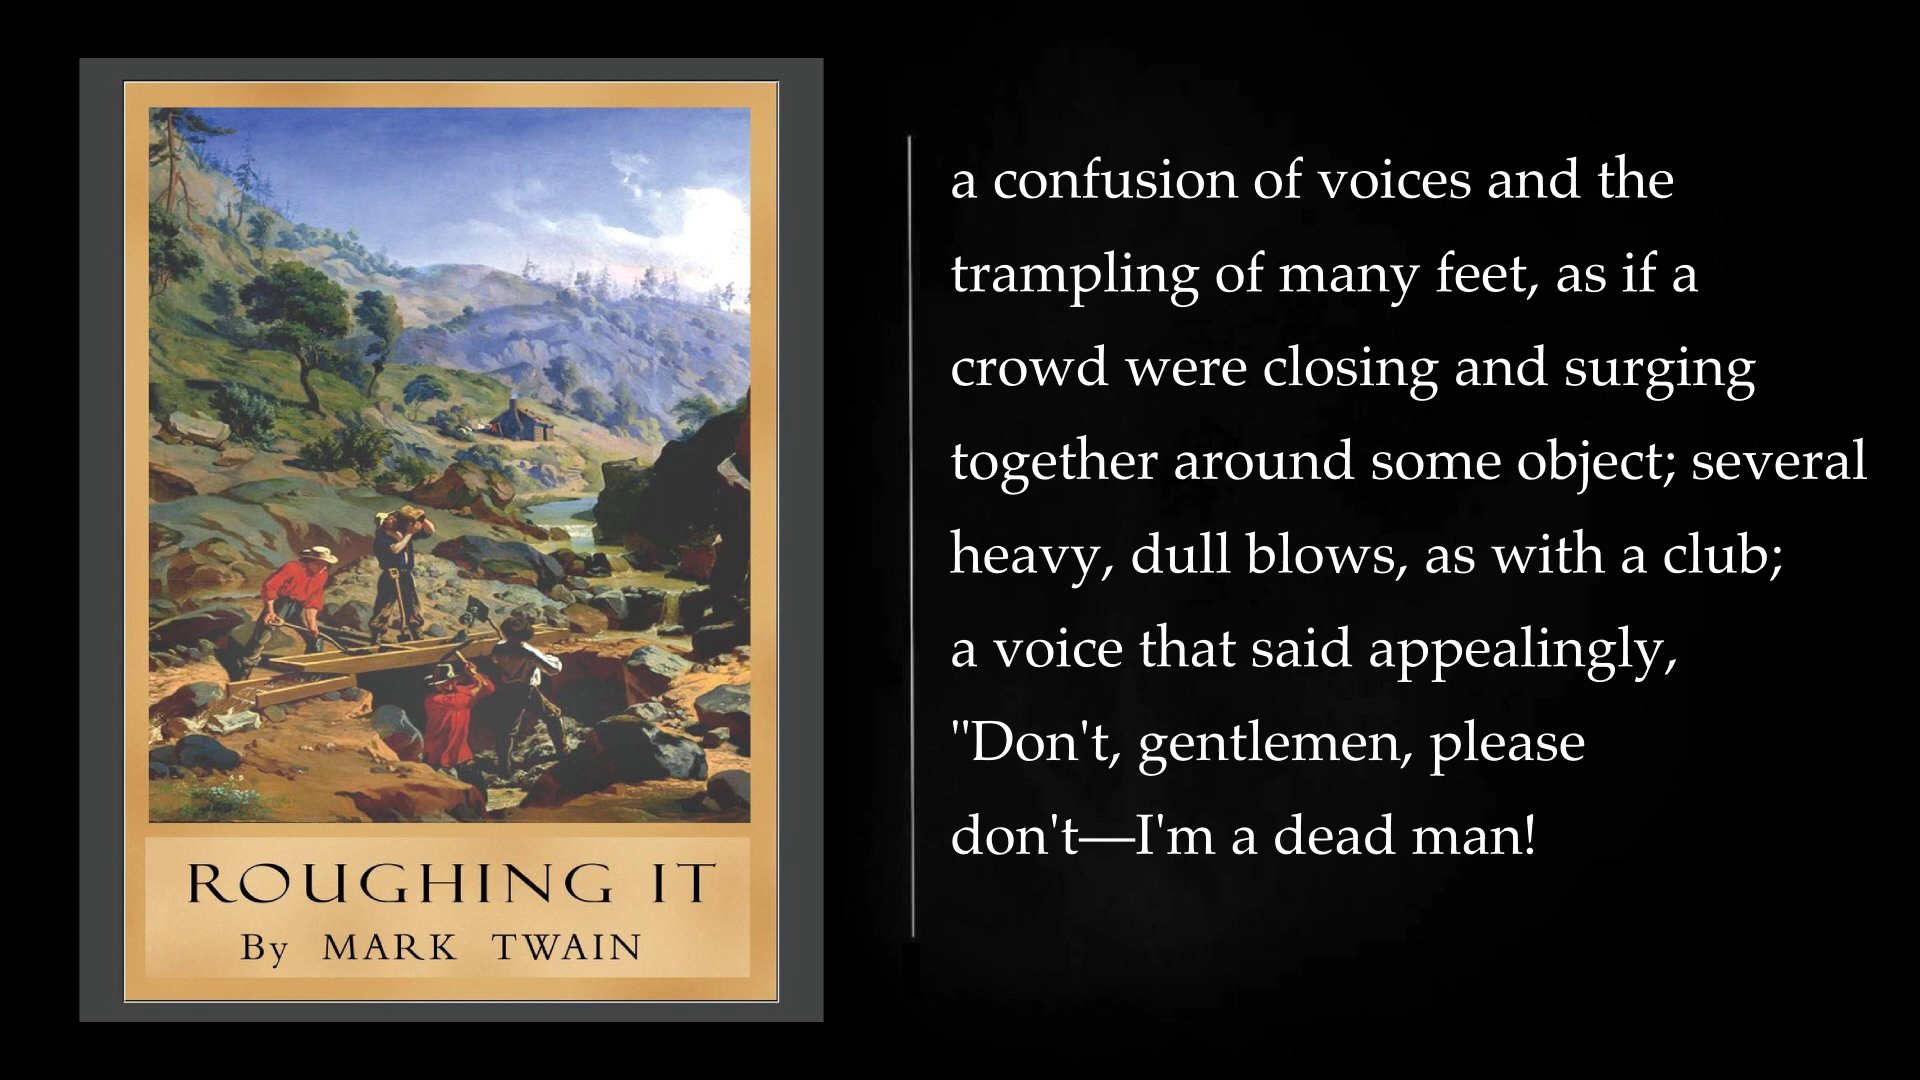 ROUGHING IT
By MARK TWAIN
a confusion of voices and the
trampling of many feet, as if a
crowd were closing and surging
together around some object; several
heavy, dull blows, as with a club;
a voice that said appealingly,
"Don't, gentlemen, please
don't—I'm a dead man!